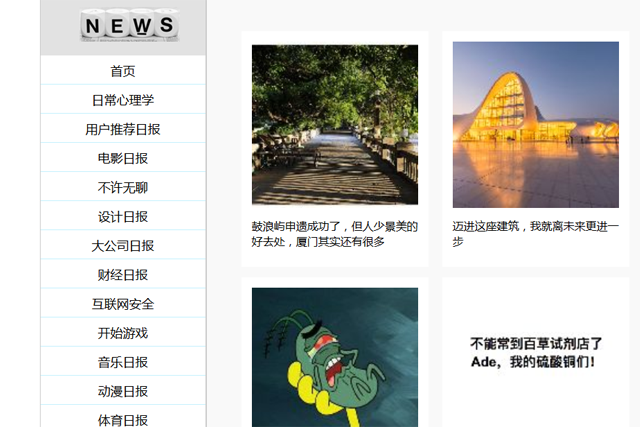 NEWS
首页
日常心理学
用户推荐日报
电影日报
不许无聊
设计日报
大公司日报
财经日报
互联网安全
开始游戏
音乐日报
动漫日报
体育日报
鼓浪屿申遗成功了，但人少景美的
好去处，厦门其实还有很多
迈进这座建筑，我就离未来更进一
步
不能常到百草试剂店了
Ade，我的硫酸铜们！